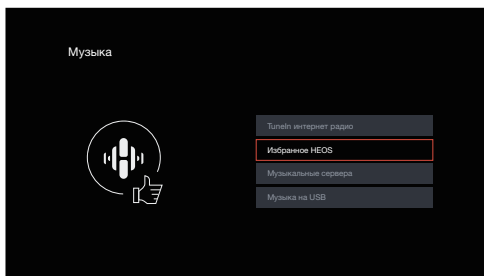 Музыка
TuneIn интернет радио
Избранное HEOS
Музыкальные сервера
Музыка на USB